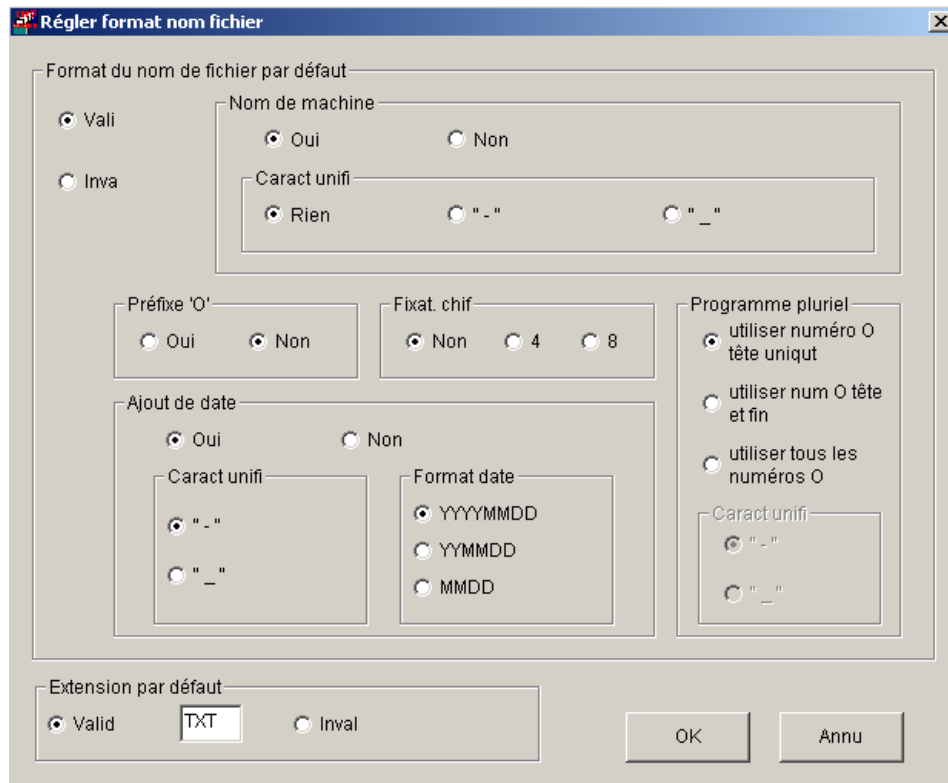 Régler format nom fichier
Format du nom de fichier par défaut
Vali
Inva
Nom de machine
Oui Non
Caract unifi
Rien " - " " _ "
Préfixe 'O'
Oui Non
Fixat. chif
Non 4 8
Programme pluriel
utiliser numéro O
tête uniqut
utiliser num O tête
et fin
utiliser tous les
numéros O
Caract unifi
" - "
" _ "
Ajout de date
Oui Non
Caract unifi
" - "
" _ "
Format date
YYYYMMDD
YYMMDD
MMDD
Extension par défaut
Valid TXT Inval
OK Annu